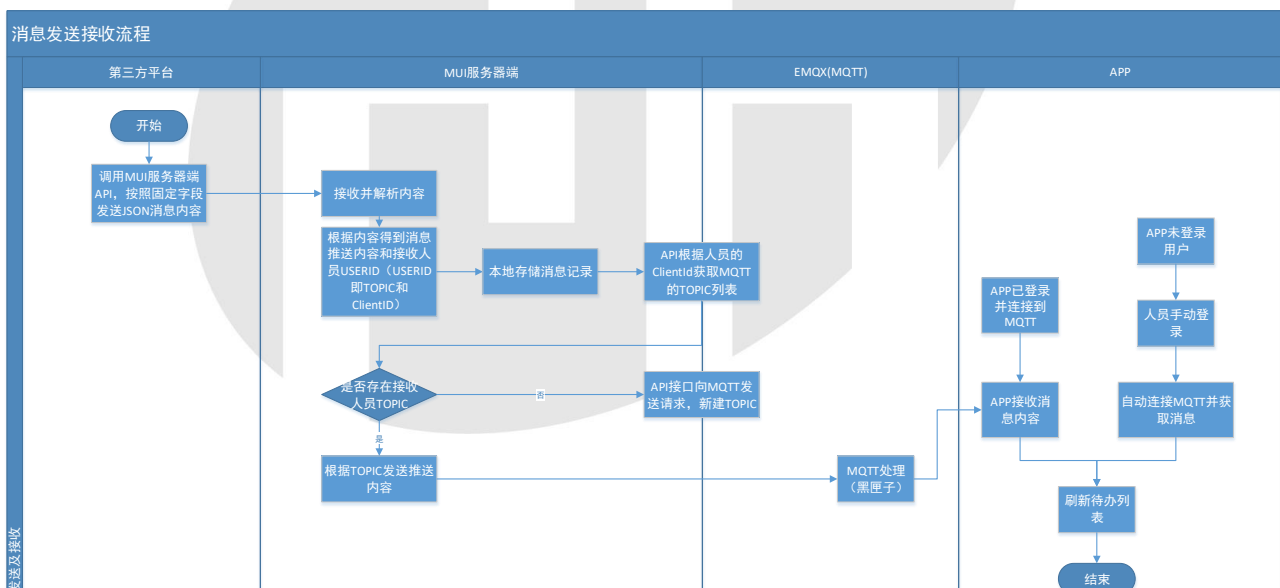 消息发送接收流程
第三方平台
MUI服务器端
EMQX(MQTT)
APP
发送及接收
开始
调用MUI服务器端
API，按照固定字段
发送JSON消息内容
接收并解析内容
根据内容得到消息
推送内容和接收人
员USERID（USERID
即TOPIC和
ClientID）
本地存储消息记录
API根据人员的
ClientId获取MQTT
的TOPIC列表
是否存在接收
人员TOPIC
否
API接口向MQTT发
送请求，新建TOPIC
是
根据TOPIC发送推送
内容
MQTT处理
（黑匣子）
APP已登录
并连接到
MQTT
APP接收消
息内容
APP未登录
用户
人员手动登
录
自动连接MQTT并获
取消息
刷新待办列
表
结束